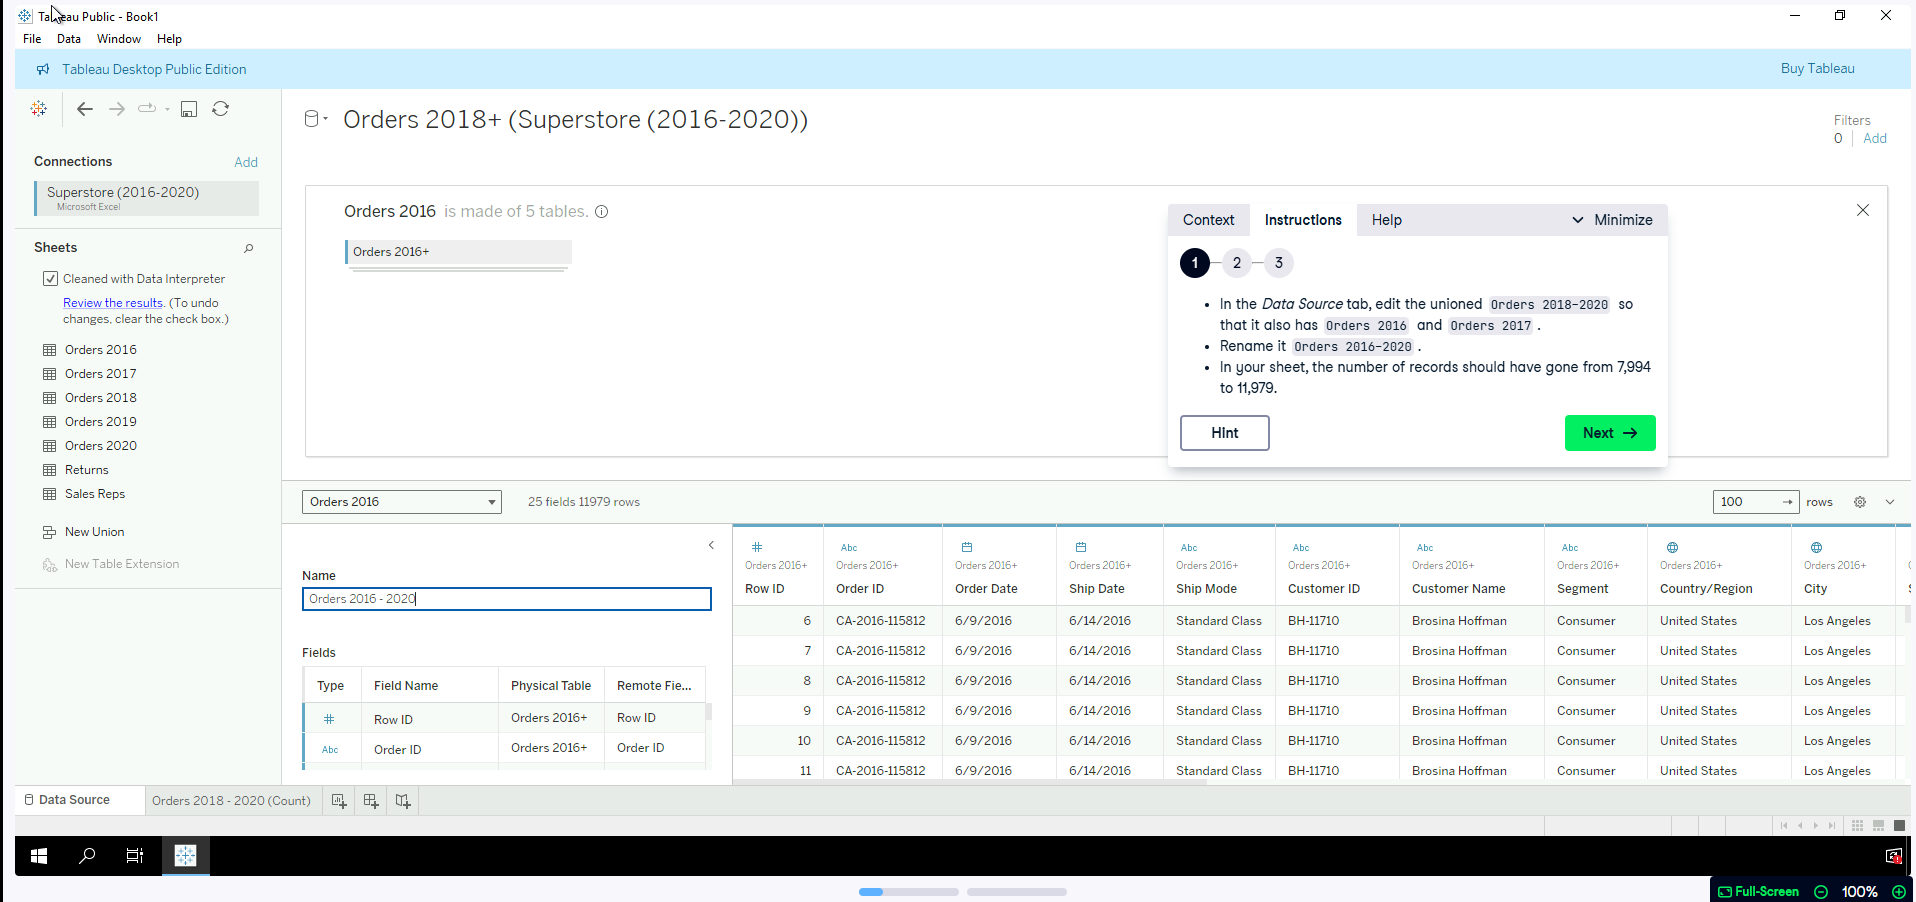 Tableau Public - Book1
File Data Window Help
Tableau Desktop Public Edition
Buy Tableau
Orders 2018+ (Superstore (2016-2020))
Filters
0 Add
Connections Add
Superstore (2016-2020)
Microsoft Excel
Sheets
Cleaned with Data Interpreter
Review the results. (To undo
changes, clear the check box.)
Orders 2016
Orders 2017
Orders 2018
Orders 2019
Orders 2020
Returns
Sales Reps
New Union
New Table Extension
Orders 2016 is made of 5 tables.
Orders 2016+
Context Instructions Help Minimize
1 2 3
• In the Data Source tab, edit the unioned Orders 2018-2020 so
that it also has Orders 2016 and Orders 2017 .
• Rename it Orders 2016-2020 .
• In your sheet, the number of records should have gone from 7,994
to 11,979.
Hint Next →
Orders 2016 25 fields 11979 rows 100 → rows
Name
Orders 2016 - 2020
Fields
Type Field Name Physical Table Remote Fie...
# Row ID Orders 2016+ Row ID
Abc Order ID Orders 2016+ Order ID
# Abc Abc Abc Abc Abc
Orders 2016+ Orders 2016+ Orders 2016+ Orders 2016+ Orders 2016+ Orders 2016+ Orders 2016+ Orders 2016+ Orders 2016+ Orders 2016+
Row ID Order ID Order Date Ship Date Ship Mode Customer ID Customer Name Segment Country/Region City
6 CA-2016-115812 6/9/2016 6/14/2016 Standard Class BH-11710 Brosina Hoffman Consumer United States Los Angeles
7 CA-2016-115812 6/9/2016 6/14/2016 Standard Class BH-11710 Brosina Hoffman Consumer United States Los Angeles
8 CA-2016-115812 6/9/2016 6/14/2016 Standard Class BH-11710 Brosina Hoffman Consumer United States Los Angeles
9 CA-2016-115812 6/9/2016 6/14/2016 Standard Class BH-11710 Brosina Hoffman Consumer United States Los Angeles
10 CA-2016-115812 6/9/2016 6/14/2016 Standard Class BH-11710 Brosina Hoffman Consumer United States Los Angeles
11 CA-2016-115812 6/9/2016 6/14/2016 Standard Class BH-11710 Brosina Hoffman Consumer United States Los Angeles
Data Source Orders 2018 - 2020 (Count)
Full-Screen 100%